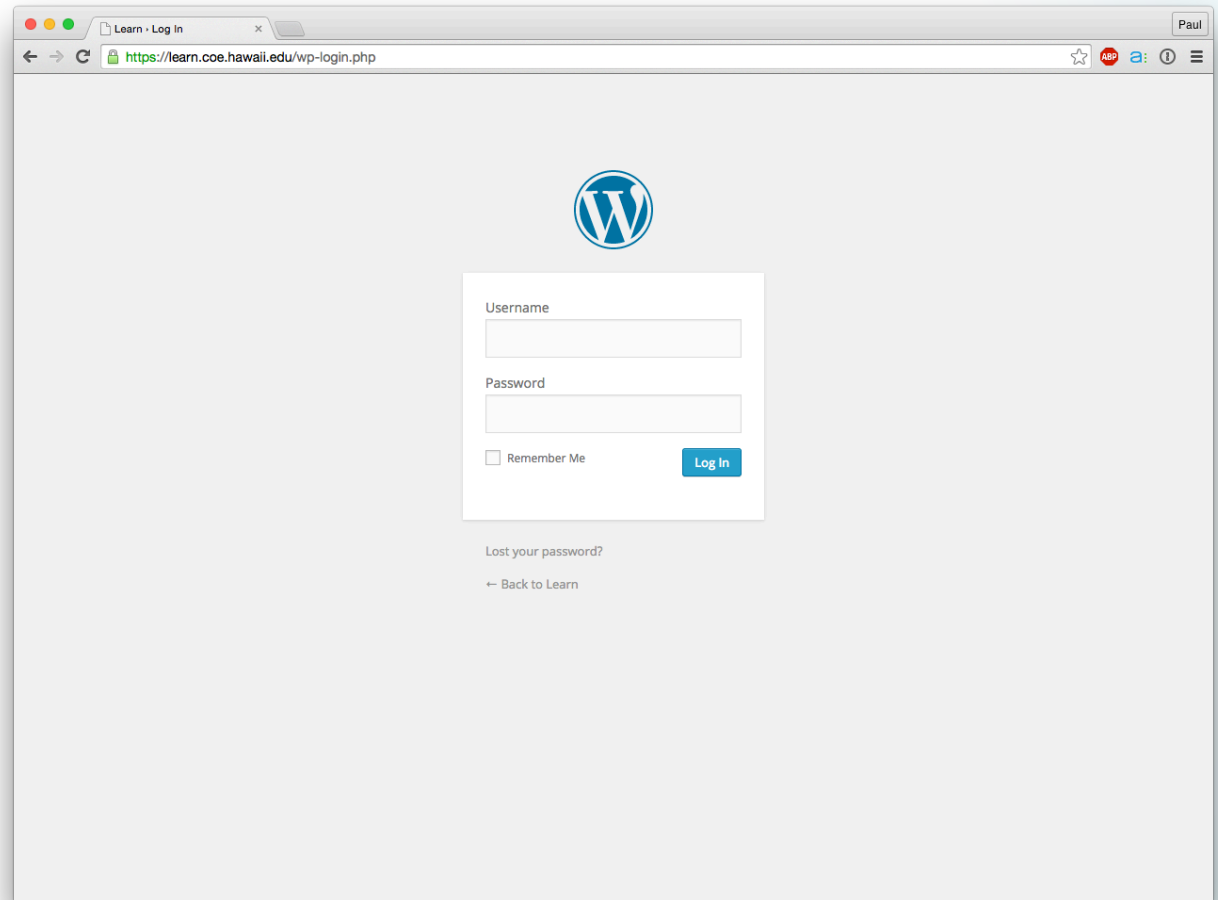 Learn › Log In
Paul
https://learn.coe.hawaii.edu/wp-login.php
ABP
a:
W
Username
Password
Remember Me
Log In
Lost your password?
← Back to Learn